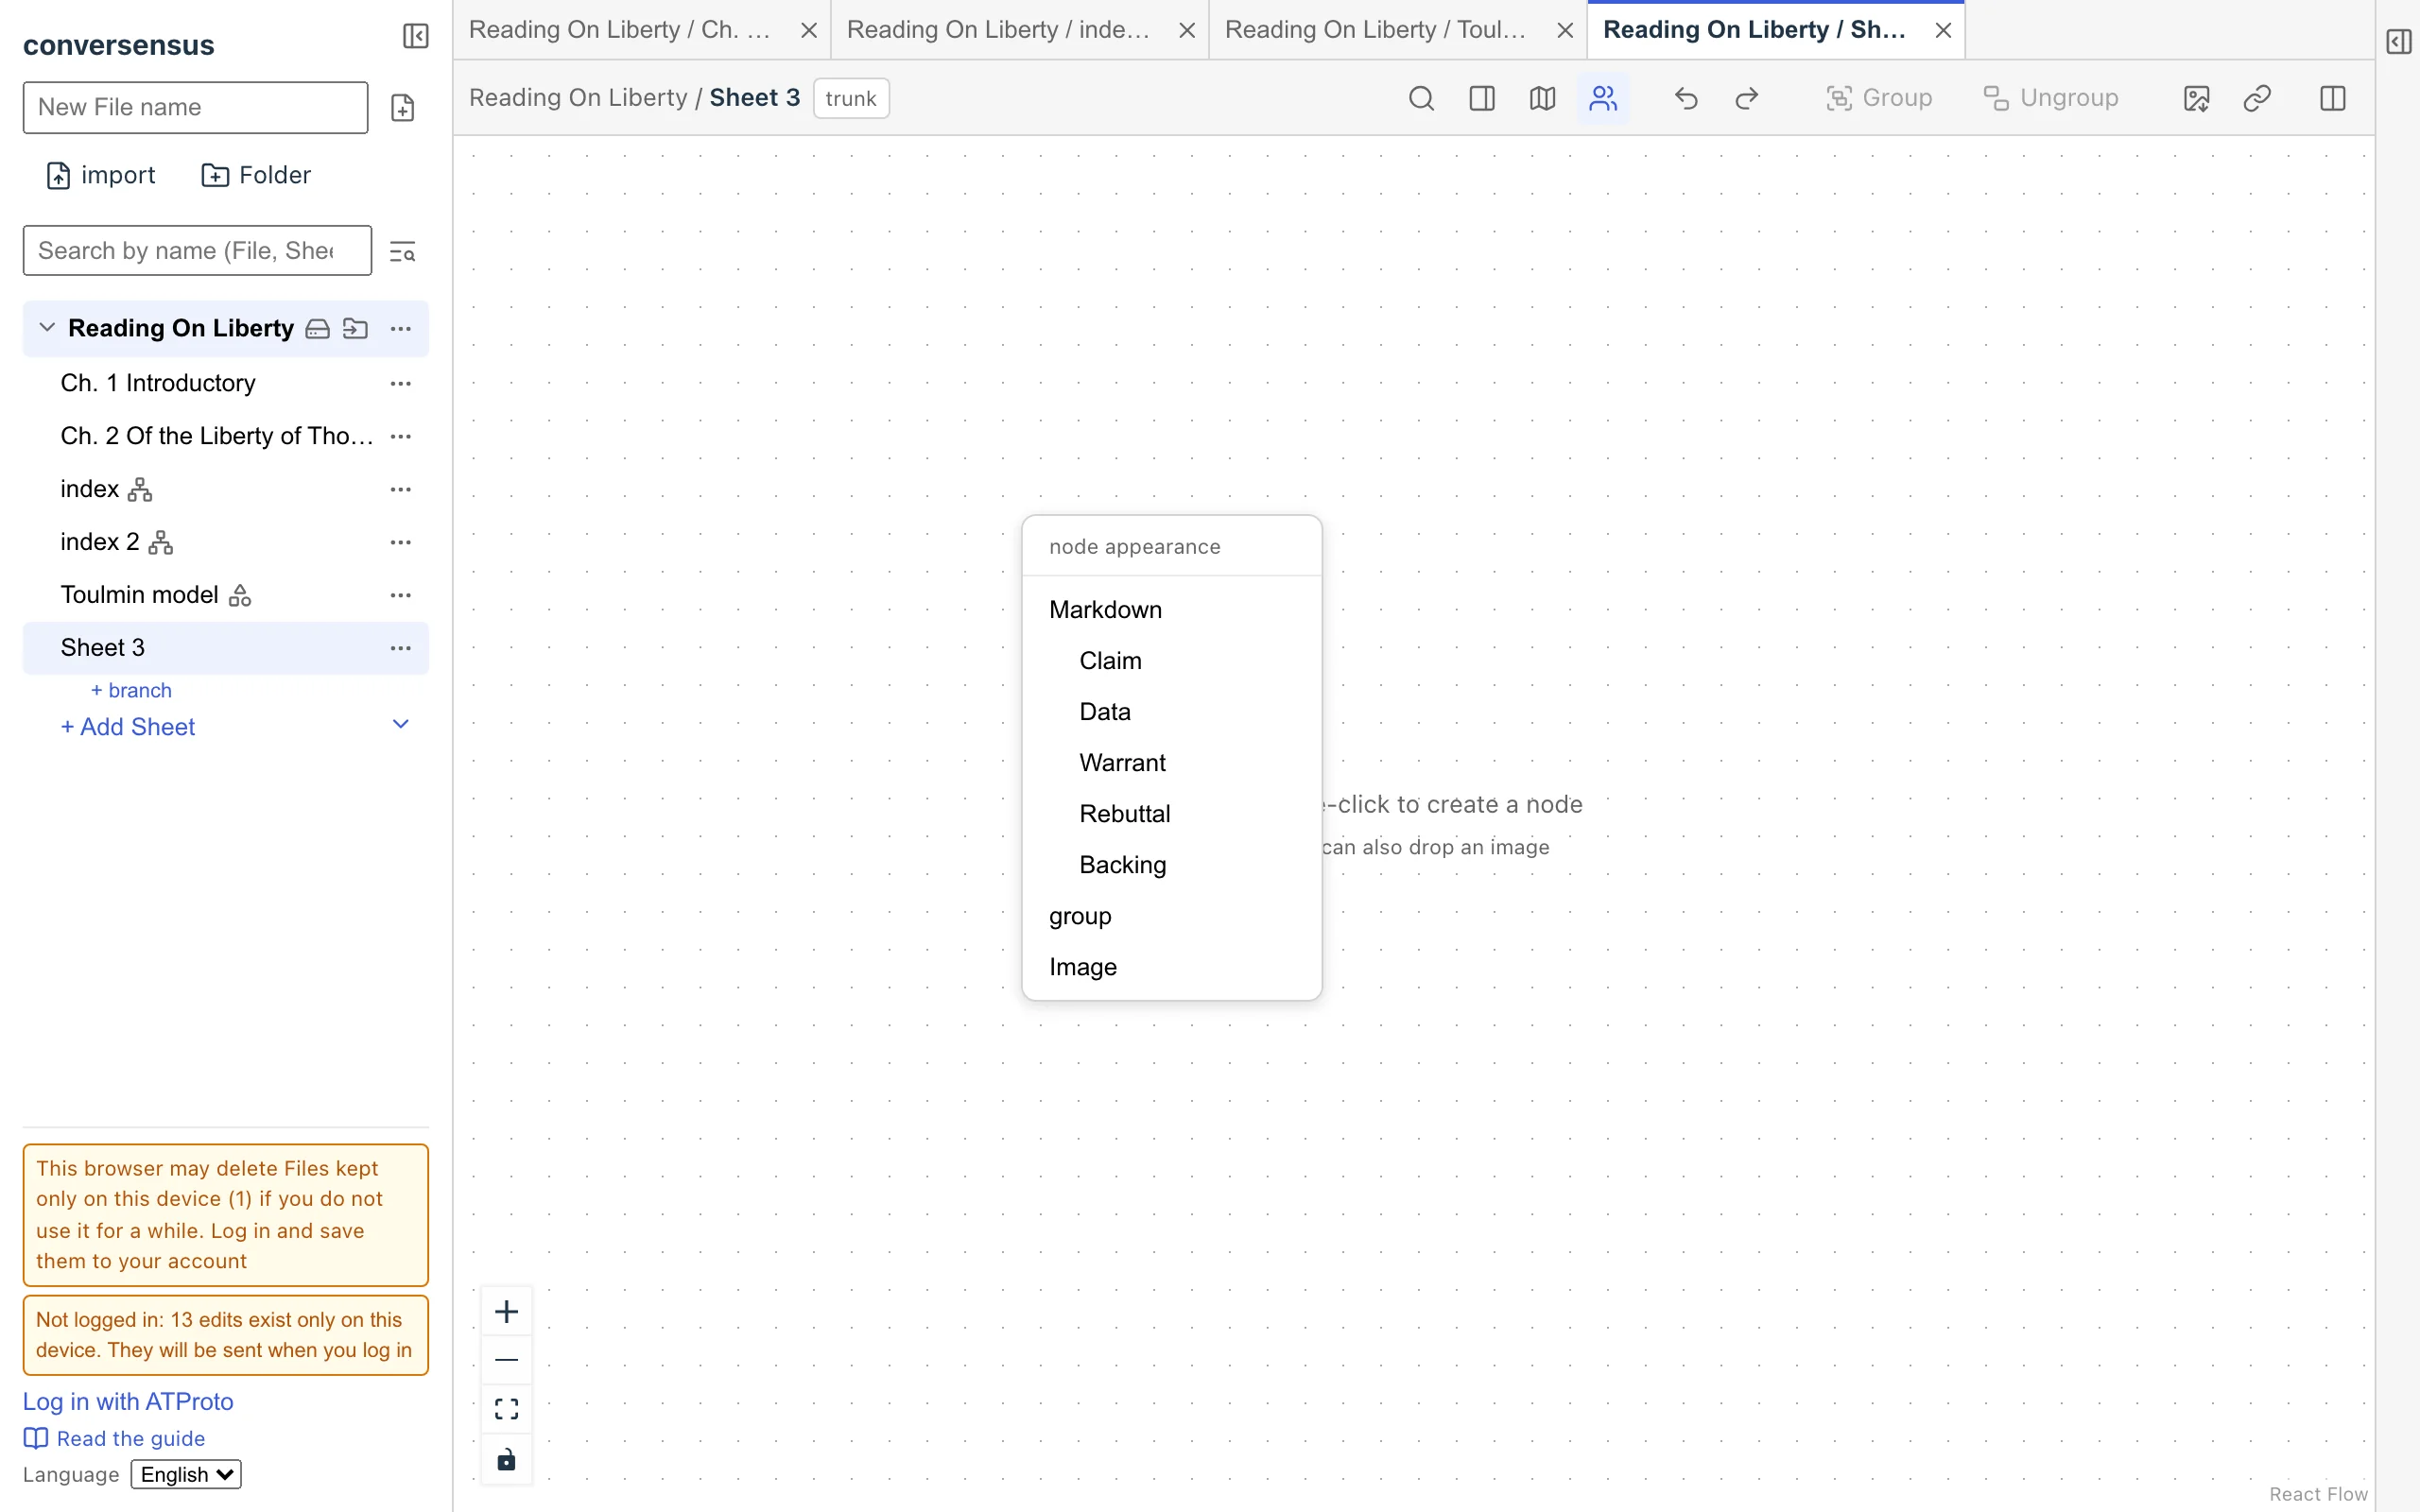 conversensus
New File name
import
Folder
Search by name (File, Shee
Reading On Liberty
Ch. 1 Introductory
Ch. 2 Of the Liberty of Tho...
index
index 2
Toulmin model
Sheet 3
+ branch
+ Add Sheet
This browser may delete Files kept
only on this device (1) if you do not
use it for a while. Log in and save
them to your account
Not logged in: 13 edits exist only on this
device. They will be sent when you log in
Log in with ATProto
Read the guide
Language English
Reading On Liberty / Ch. ...
Reading On Liberty / inde...
Reading On Liberty / Toul...
Reading On Liberty / Sh...
Reading On Liberty / Sheet 3 trunk
Group
Ungroup
node appearance
Markdown
Claim
Data
Warrant
Rebuttal
Backing
group
Image
-click to create a node
can also drop an image
React Flow